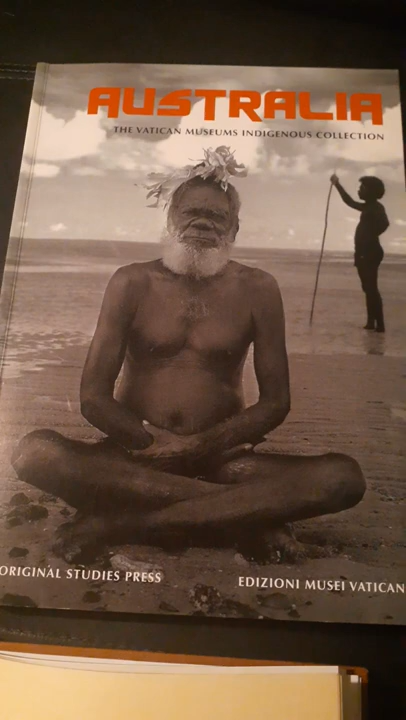 AUSTRALIA
THE VATICAN MUSEUMS INDIGENOUS COLLECTION
ORIGINAL STUDIES PRESS
EDIZIONI MUSEI VATICAN